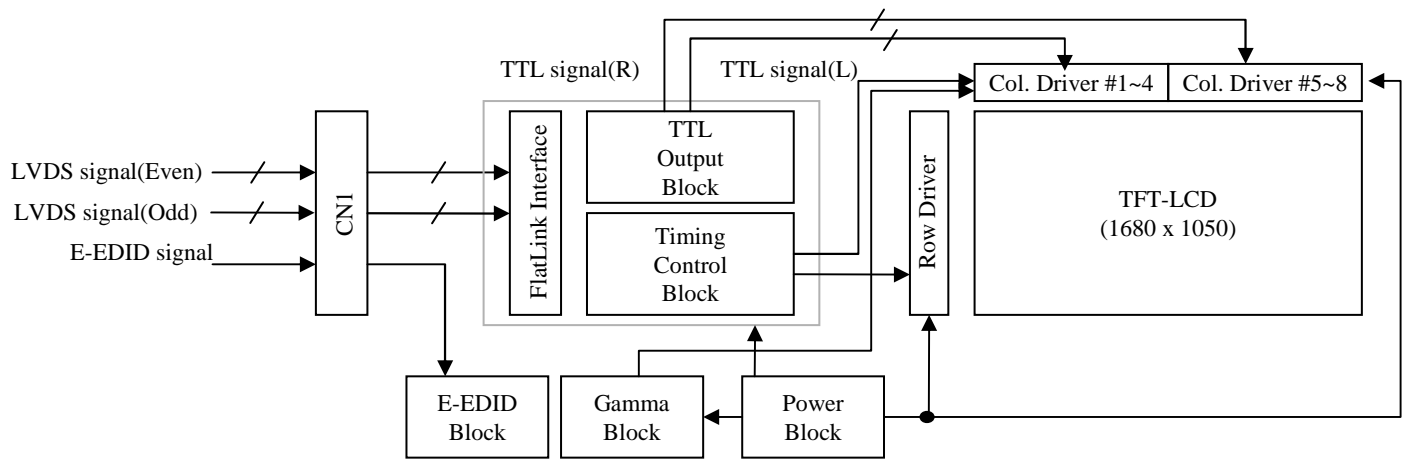 TTL signal(R)
TTL signal(L)
Col. Driver #1~4
Col. Driver #5~8
LVDS signal(Even)
LVDS signal(Odd)
E-EDID signal
CN1
FlatLink Interface
TTL
Output
Block
Timing
Control
Block
Row Driver
TFT-LCD
(1680 x 1050)
E-EDID
Block
Gamma
Block
Power
Block